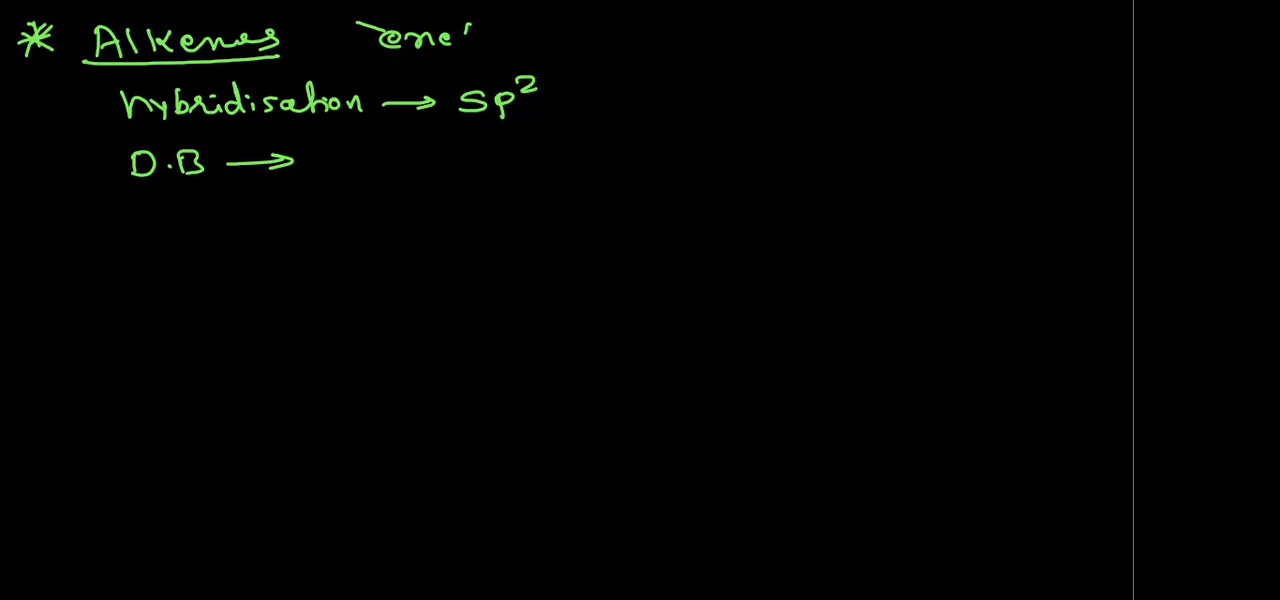 * Alkenes 'ene'
hybridisation → sp²
D.B →